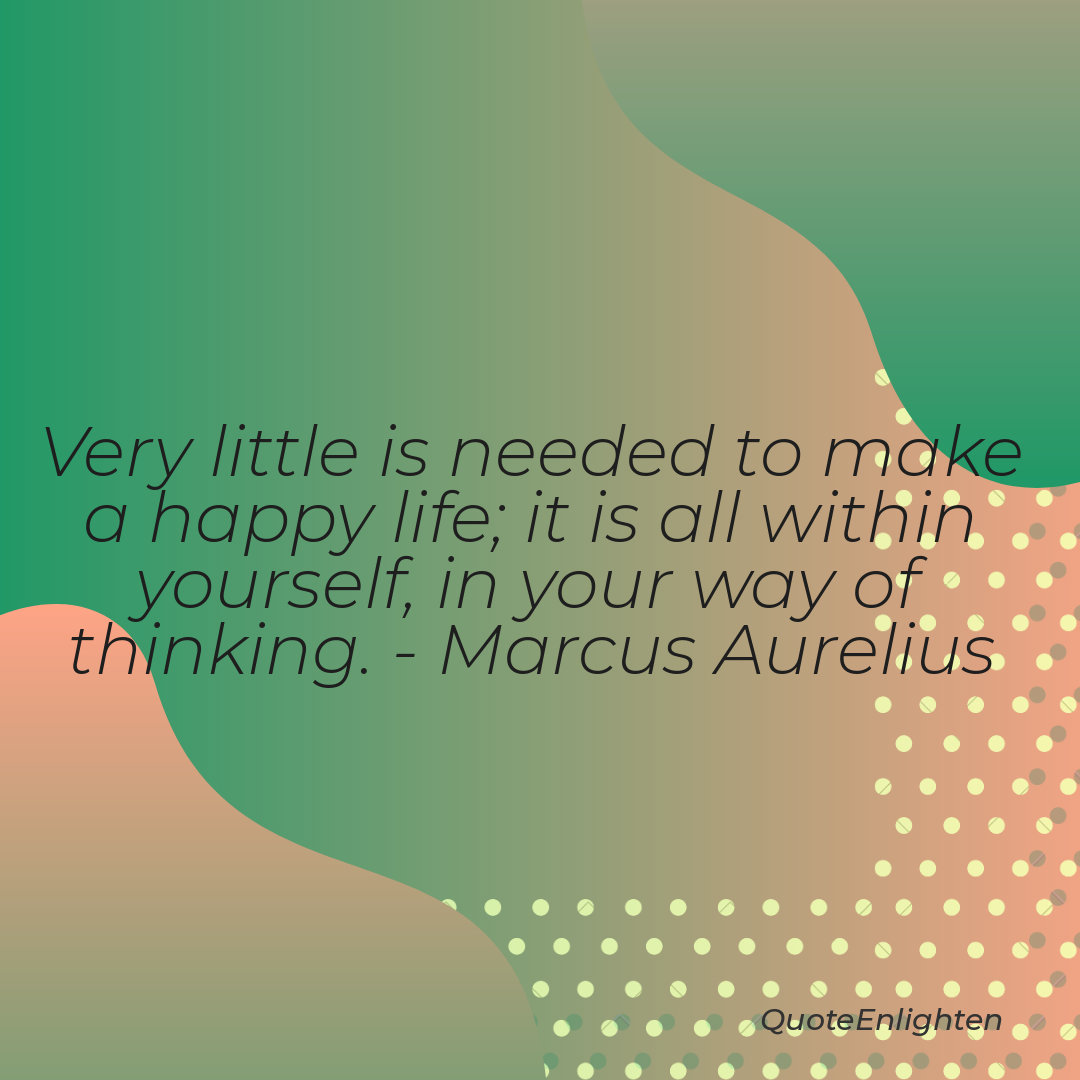 Very little is needed to make
a happy life; it is all within
yourself, in your way of
thinking. - Marcus Aurelius
QuoteEnlighten